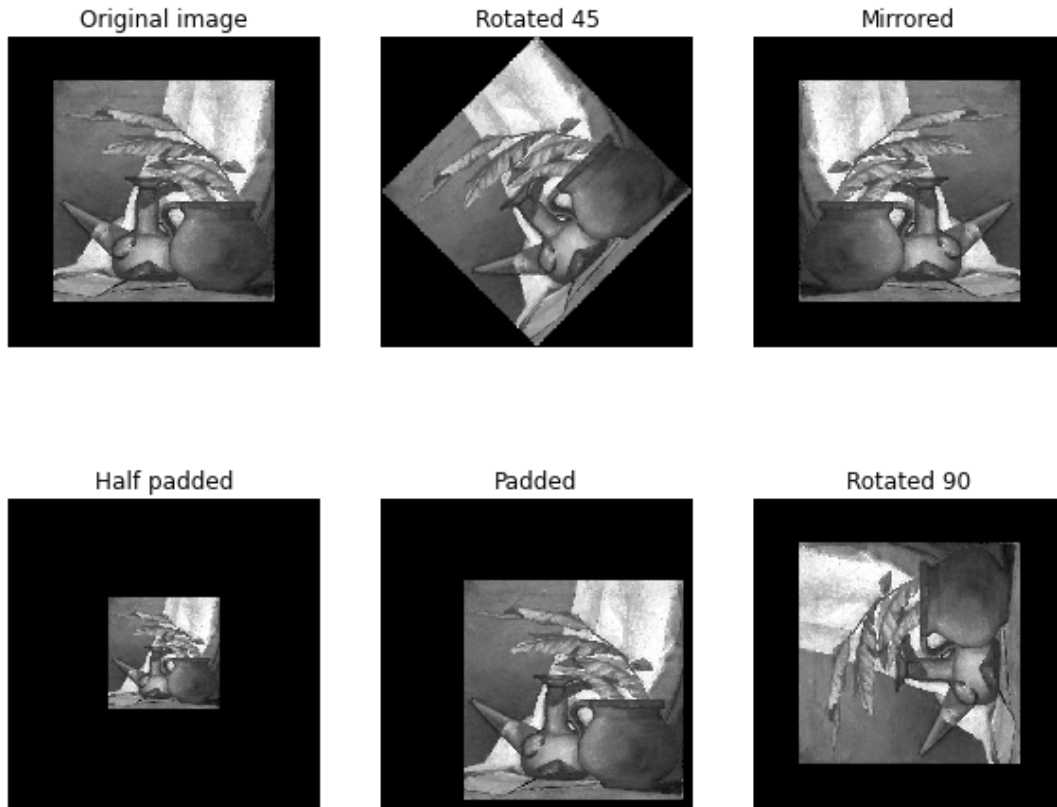 Original image
Rotated 45
Mirrored
Half padded
Padded
Rotated 90